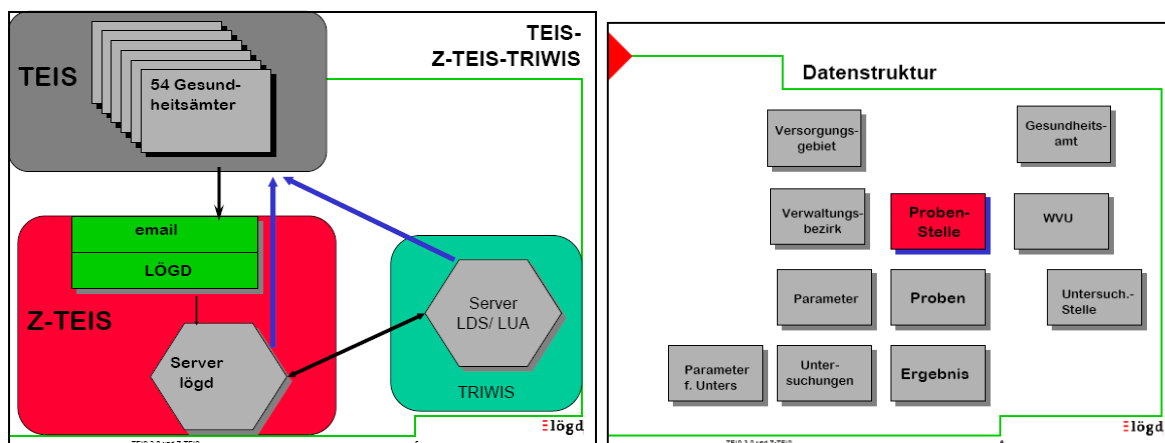 TEIS-
Z-TEIS-TRIWIS
TEIS
54 Gesund-
heitsämter
email
LÖGD
Z-TEIS
Server
lögd
Server
LDS/ LUA
TRIWIS
lögd
Datenstruktur
Versorgungs-
gebiet
Gesundheits-
amt
Verwaltungs-
bezirk
Proben-
Stelle
WVU
Parameter
Proben
Untersuch.-
Stelle
Parameter
f. Unters
Unter-
suchungen
Ergebnis
lögd